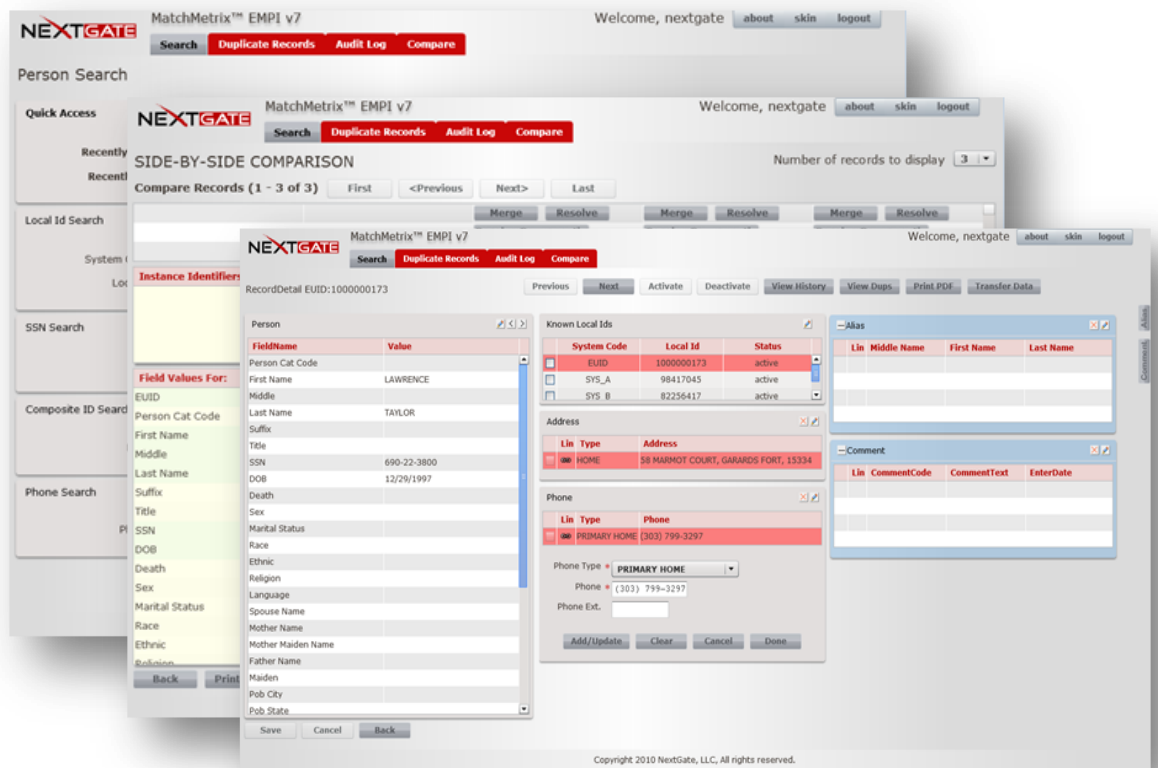 NEXTGATE
MatchMetrix™ EMPI v7
Welcome, nextgate about skin logout
Search Duplicate Records Audit Log Compare
Person Search
Quick Access
Recently
Local Id Search
System
SSN Search
Composite ID Search
Phone Search
NEXTGATE
MatchMetrix™ EMPI v7
Welcome, nextgate about skin logout
Search Duplicate Records Audit Log Compare
SIDE-BY-SIDE COMPARISON
Number of records to display 3
Compare Records (1 - 3 of 3) First <Previous Next> Last
Merge Resolve Merge Resolve Merge Resolve
Instance Identifiers
Field Values For:
EUID
Person Cat Code
First Name
Middle
Last Name
Suffix
Title
SSN
DOB
Death
Sex
Marital Status
Race
Ethnic
Religion
Back Print
NEXTGATE
MatchMetrix™ EMPI v7
Welcome, nextgate about skin logout
Search Duplicate Records Audit Log Compare
RecordDetail EUID:1000000173
Previous Next Activate Deactivate View History View Dups Print PDF Transfer Data
Person
FieldName Value
Person Cat Code
First Name LAWRENCE
Middle
Last Name TAYLOR
Suffix
Title
SSN 690-22-3800
DOB 12/29/1997
Death
Sex
Marital Status
Race
Ethnic
Religion
Language
Spouse Name
Mother Name
Mother Maiden Name
Father Name
Maiden
Pob City
Pob State
Save Cancel Back
Known Local Ids
System Code Local Id Status
EUID 1000000173 active
SYS_A 98417045 active
SYS_B 82256417 active
Address
Lin Type Address
HOME 58 MARMOT COURT, GARARDS FORT, 15334
Phone
Lin Type Phone
PRIMARY HOME (303) 799-3297
Phone Type * PRIMARY HOME
Phone * (303) 799-3297
Phone Ext.
Add/Update Clear Cancel Done
Alias
Lin Middle Name First Name Last Name
Comment
Lin CommentCode CommentText EnterDate
Alias
Comment
Copyright 2010 NextGate, LLC, All rights reserved.